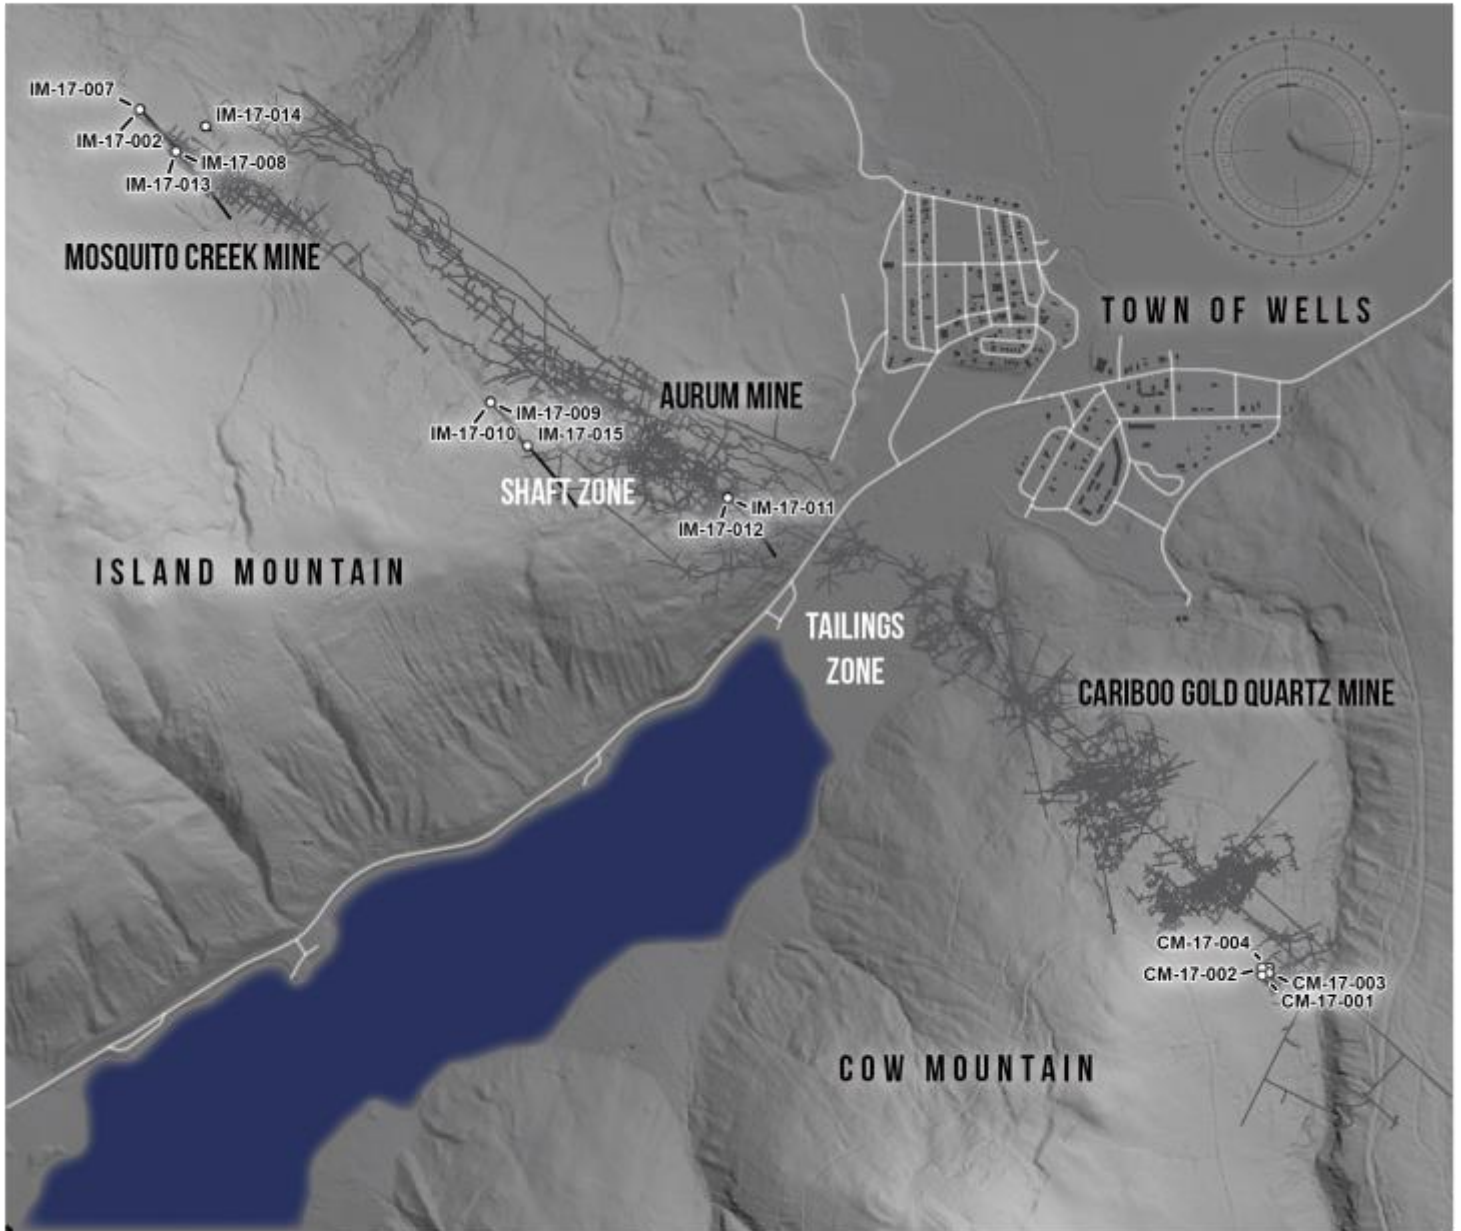 IM-17-007
IM-17-014
IM-17-002
IM-17-008
IM-17-013
MOSQUITO CREEK MINE
TOWN OF WELLS
AURUM MINE
IM-17-009
IM-17-010
IM-17-015
SHAFT ZONE
IM-17-011
IM-17-012
ISLAND MOUNTAIN
TAILINGS
ZONE
CARIBOO GOLD QUARTZ MINE
CM-17-004
CM-17-002
CM-17-003
CM-17-001
COW MOUNTAIN